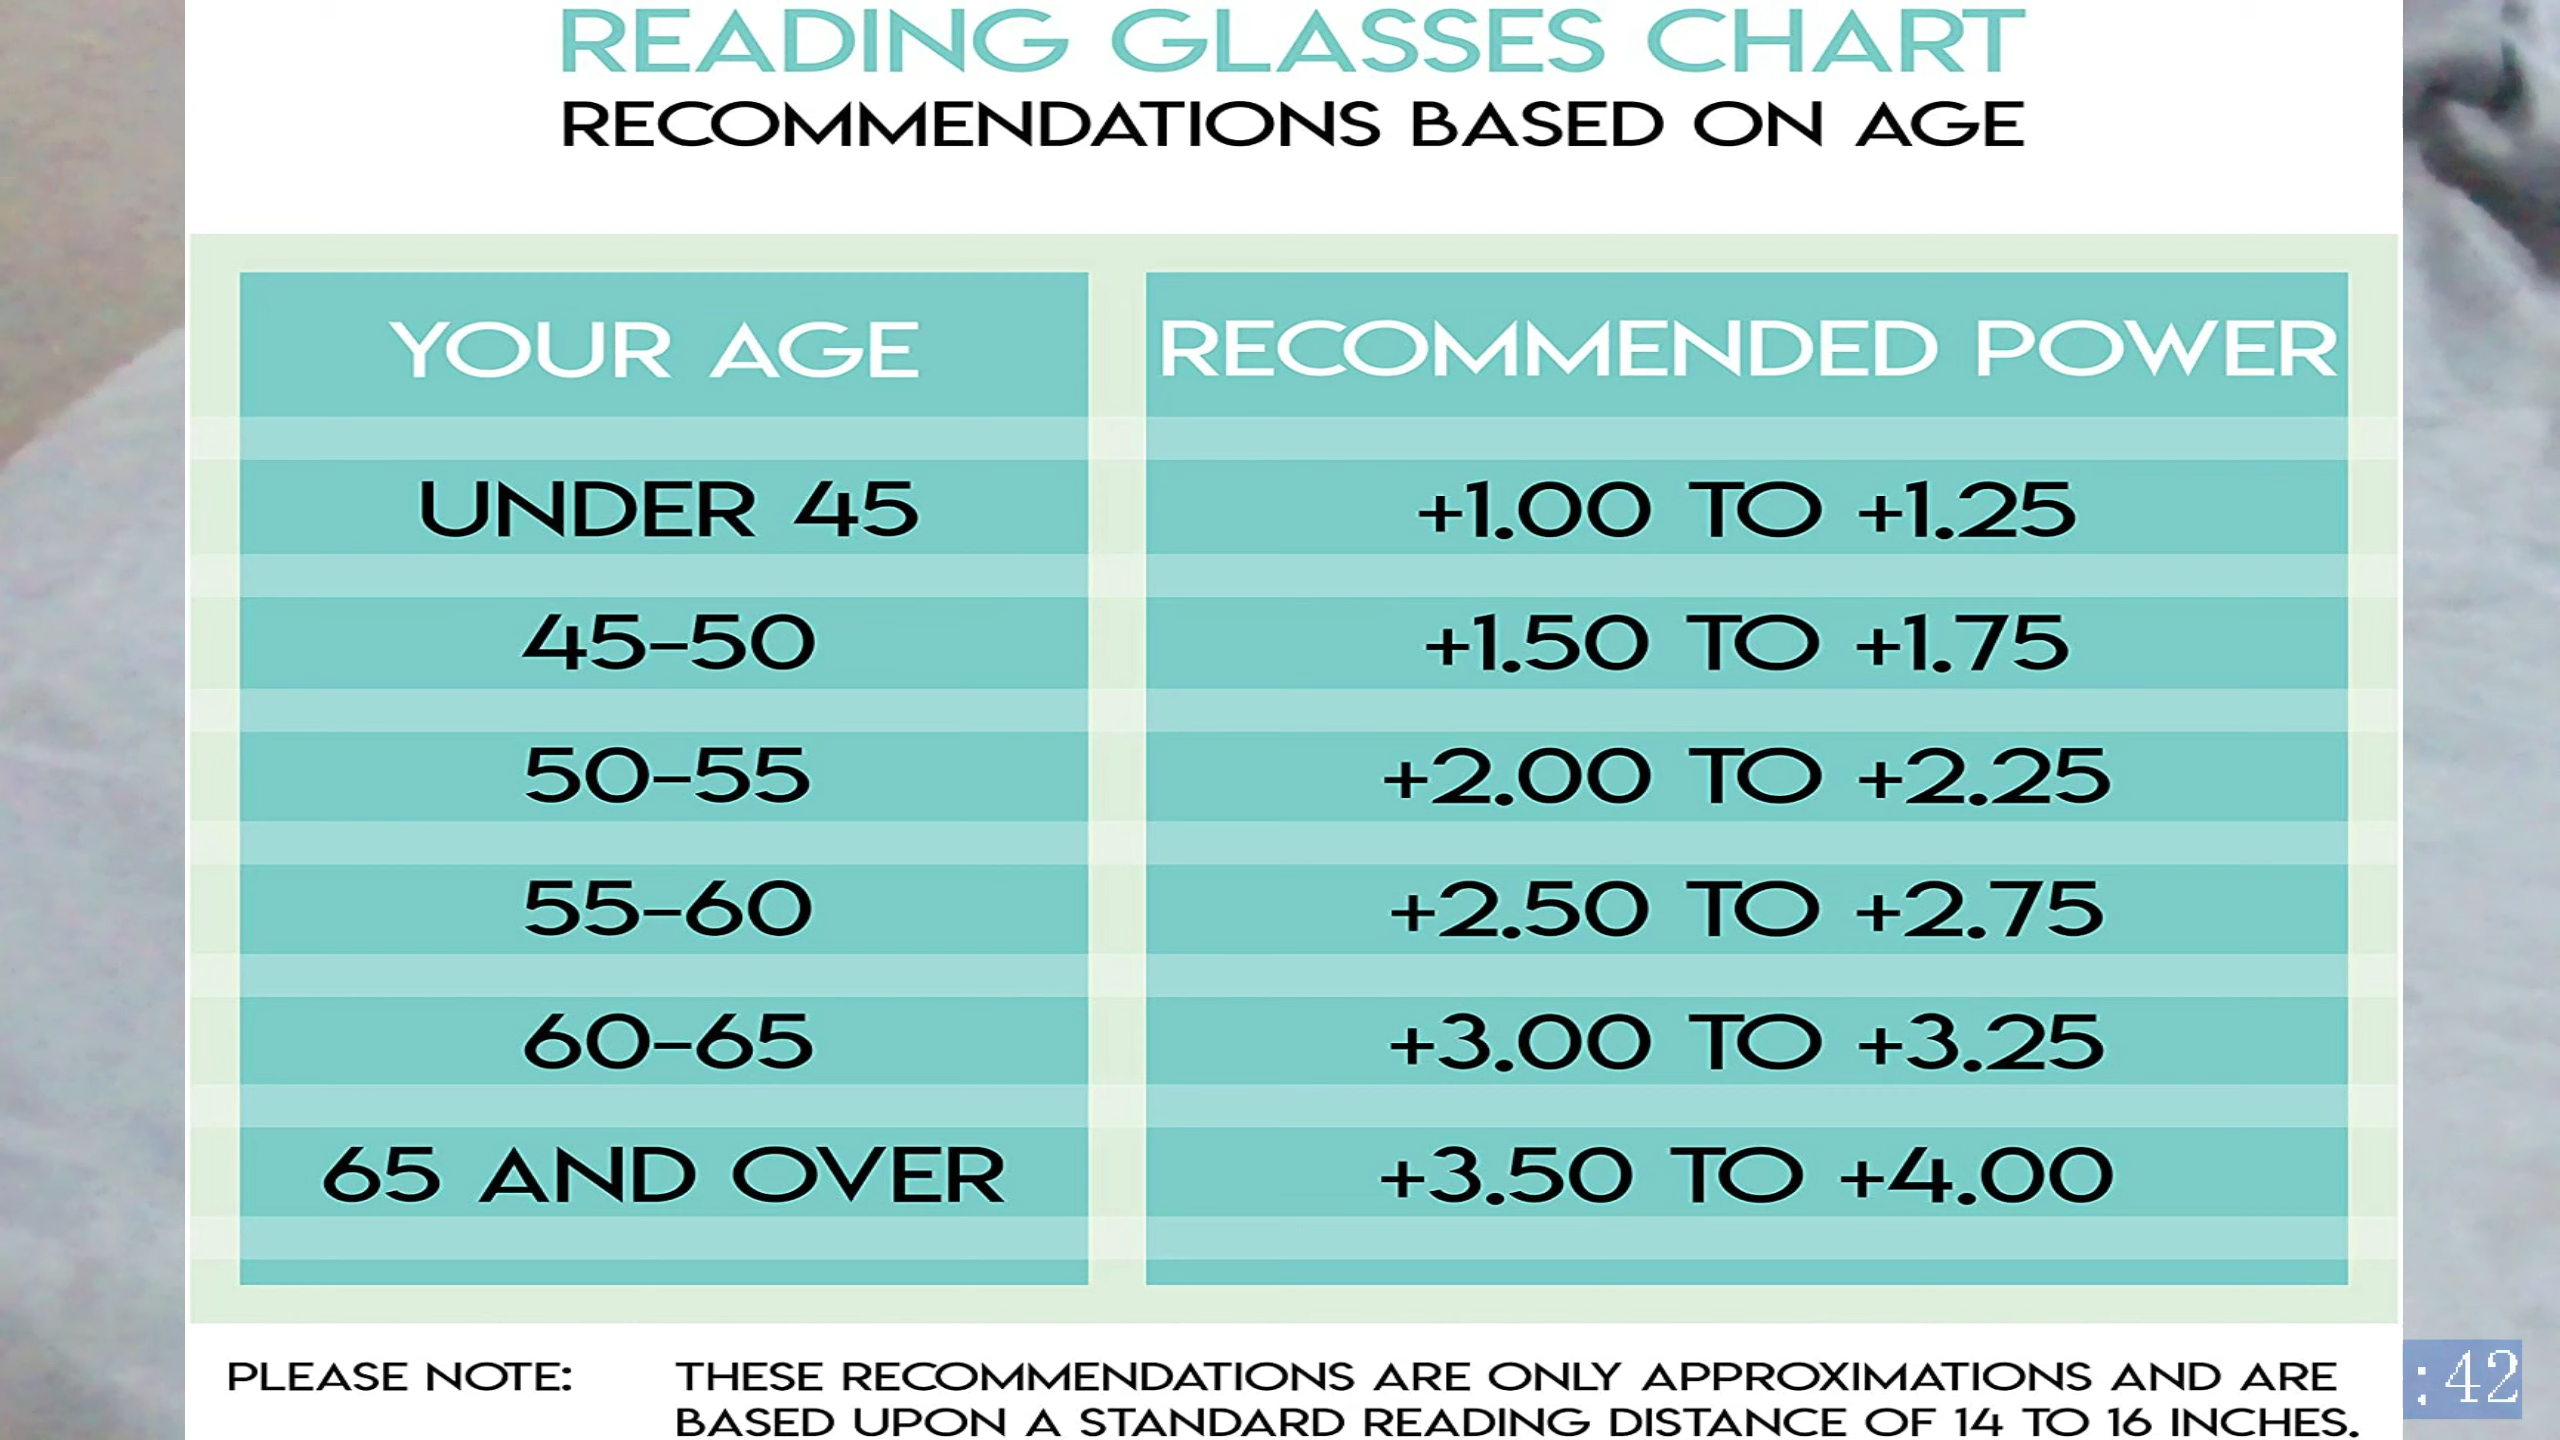 READING GLASSES CHART
RECOMMENDATIONS BASED ON AGE
YOUR AGE RECOMMENDED POWER
UNDER 45 +1.00 TO +1.25
45-50 +1.50 TO +1.75
50-55 +2.00 TO +2.25
55-60 +2.50 TO +2.75
60-65 +3.00 TO +3.25
65 AND OVER +3.50 TO +4.00
PLEASE NOTE: THESE RECOMMENDATIONS ARE ONLY APPROXIMATIONS AND ARE
BASED UPON A STANDARD READING DISTANCE OF 14 TO 16 INCHES.
:42